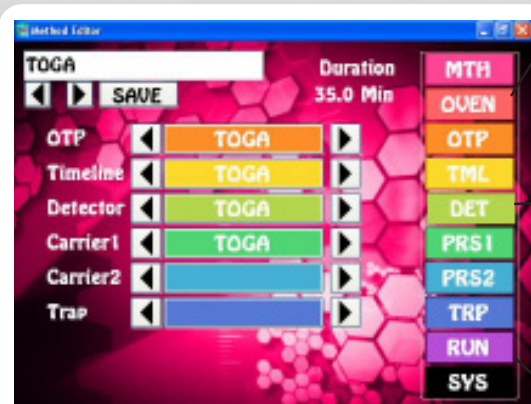 Method Editor
TOGA
Duration
SAVE
35.0 Min
OTP TOGA
Timeline TOGA
Detector TOGA
Carrier1 TOGA
Carrier2
Trap
MTH
OVEN
OTP
TML
DET
PRS1
PRS2
TRP
RUN
SYS